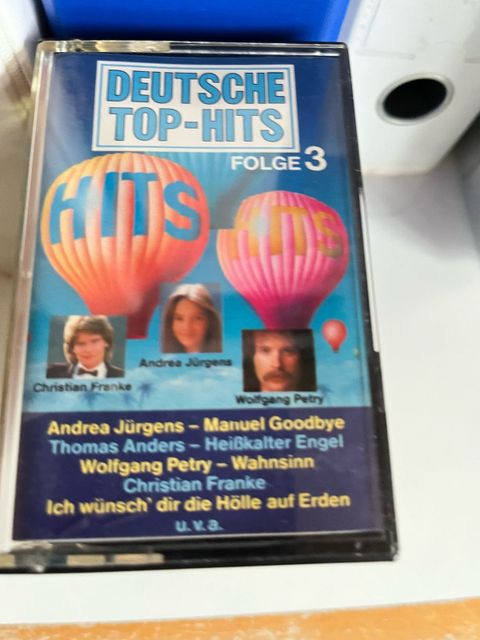 DEUTSCHE
TOP-HITS
FOLGE 3
HITS
HITS
Christian Franke
Andrea Jürgens
Wolfgang Petry
Andrea Jürgens – Manuel Goodbye
Thomas Anders – Heißkalter Engel
Wolfgang Petry – Wahnsinn
Christian Franke
Ich wünsch' dir die Hölle auf Erden
u.v.a.